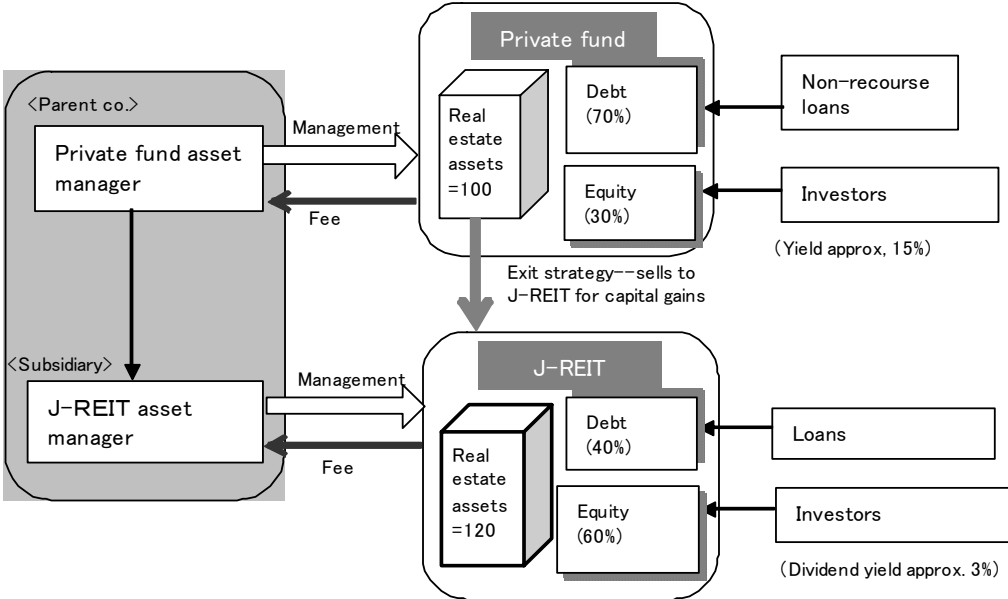 <Parent co.>
Private fund asset
manager
<Subsidiary>
J-REIT asset
manager
Management
Fee
Private fund
Real
estate
assets
=100
Debt
(70%)
Equity
(30%)
Non-recourse
loans
Investors
(Yield approx, 15%)
Exit strategy--sells to
J-REIT for capital gains
Management
Fee
J-REIT
Real
estate
assets
=120
Debt
(40%)
Equity
(60%)
Loans
Investors
(Dividend yield approx. 3%)